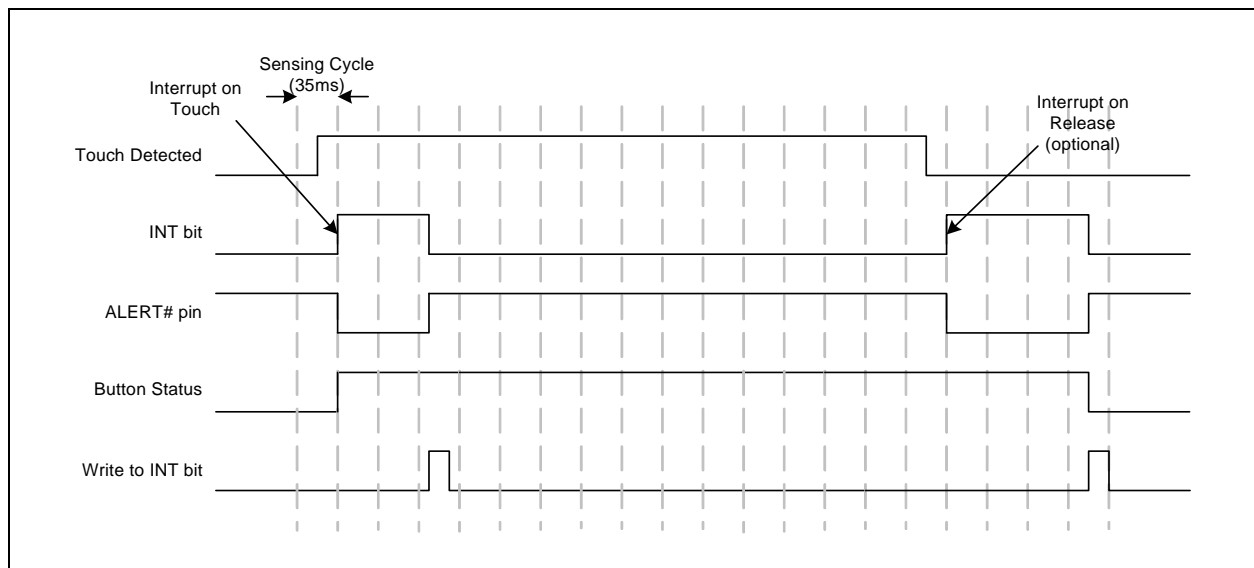 Sensing Cycle
(35ms)
Interrupt on
Touch
Interrupt on
Release
(optional)
Touch Detected
INT bit
ALERT# pin
Button Status
Write to INT bit